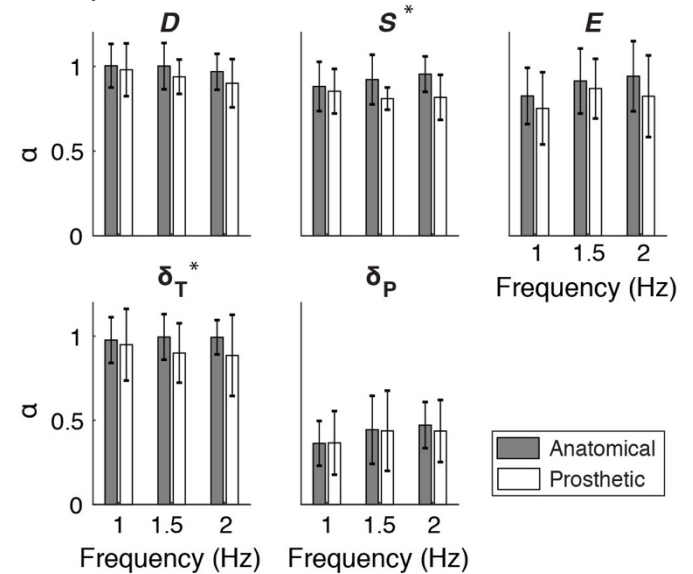 D S * E
1
α 0.5
0
1 1.5 2
Frequency (Hz)
δT* δP
1
α 0.5
0
1 1.5 2 1 1.5 2
Frequency (Hz) Frequency (Hz)
Anatomical
Prosthetic